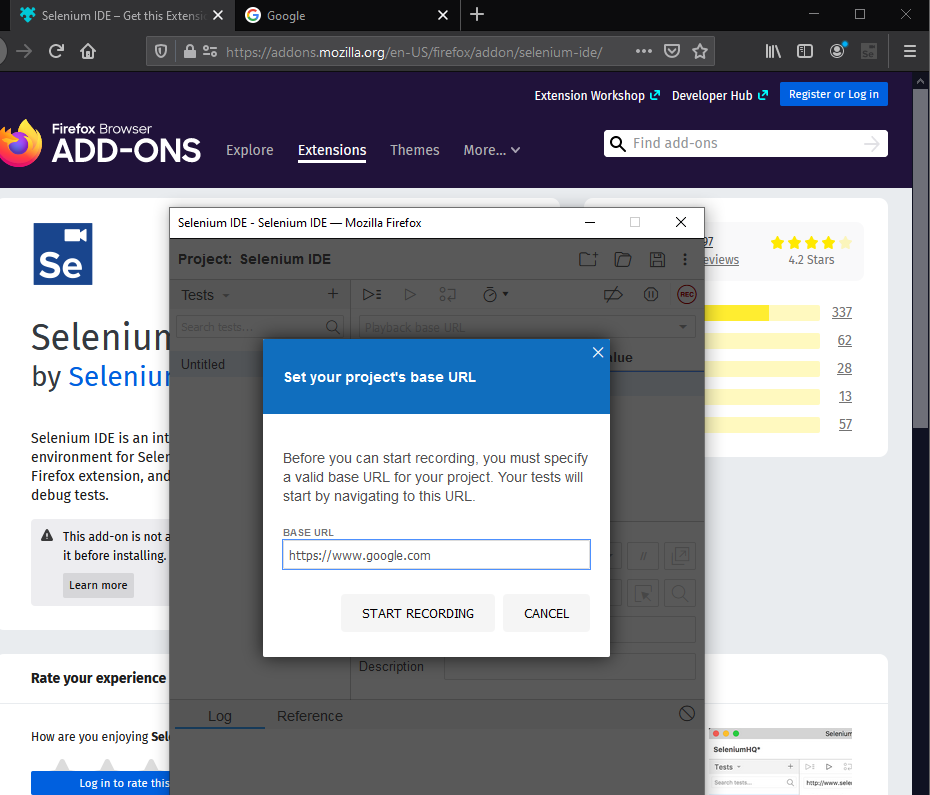 Selenium IDE – Get this Extensi
Google
https://addons.mozilla.org/en-US/firefox/addon/selenium-ide/
Extension Workshop
Developer Hub
Register or Log in
Firefox Browser
ADD-ONS
Explore
Extensions
Themes
More...
Find add-ons
Se
Selenium IDE - Selenium IDE — Mozilla Firefox
Project: Selenium IDE
Tests
REC
Search tests...
Playback base URL
Untitled
alue
Set your project's base URL
Before you can start recording, you must specify
a valid base URL for your project. Your tests will
start by navigating to this URL.
BASE URL
https://www.google.com
START RECORDING
CANCEL
//
Description
Log
Reference
97
eviews
4.2 Stars
337
62
28
13
57
Selenium
by Seleniu
Selenium IDE is an int
environment for Selen
Firefox extension, and
debug tests.
This add-on is not a
it before installing.
Learn more
Rate your experience
How are you enjoying Sel
Log in to rate this
Selenium
SeleniumHQ*
Tests
Search tests...
http://www.sele